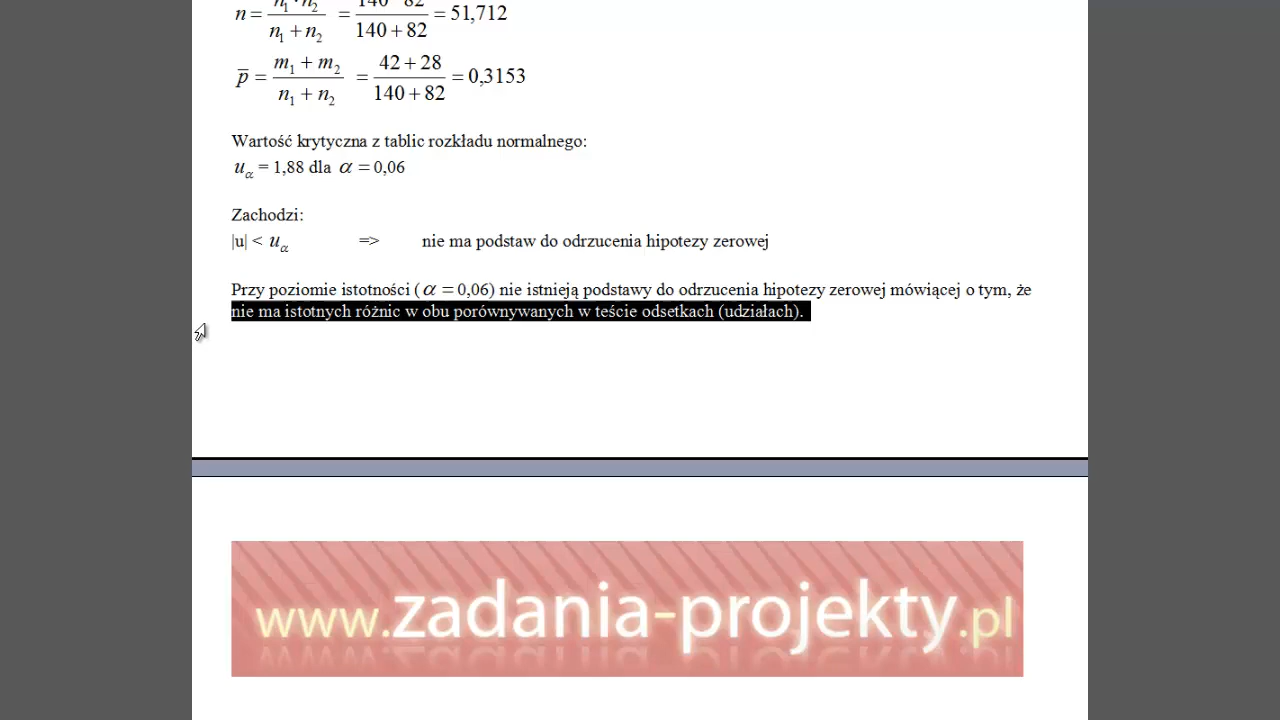 n = n₁ · n₂ / n₁ + n₂ = 140 · 82 / 140 + 82 = 51,712
p̅ = m₁ + m₂ / n₁ + n₂ = 42 + 28 / 140 + 82 = 0,3153
Wartość krytyczna z tablic rozkładu normalnego:
uα = 1,88 dla α = 0,06
Zachodzi:
|u| < uα => nie ma podstaw do odrzucenia hipotezy zerowej
Przy poziomie istotności (α = 0,06) nie istnieją podstawy do odrzucenia hipotezy zerowej mówiącej o tym, że
nie ma istotnych różnic w obu porównywanych w teście odsetkach (udziałach).
www.zadania-projekty.pl